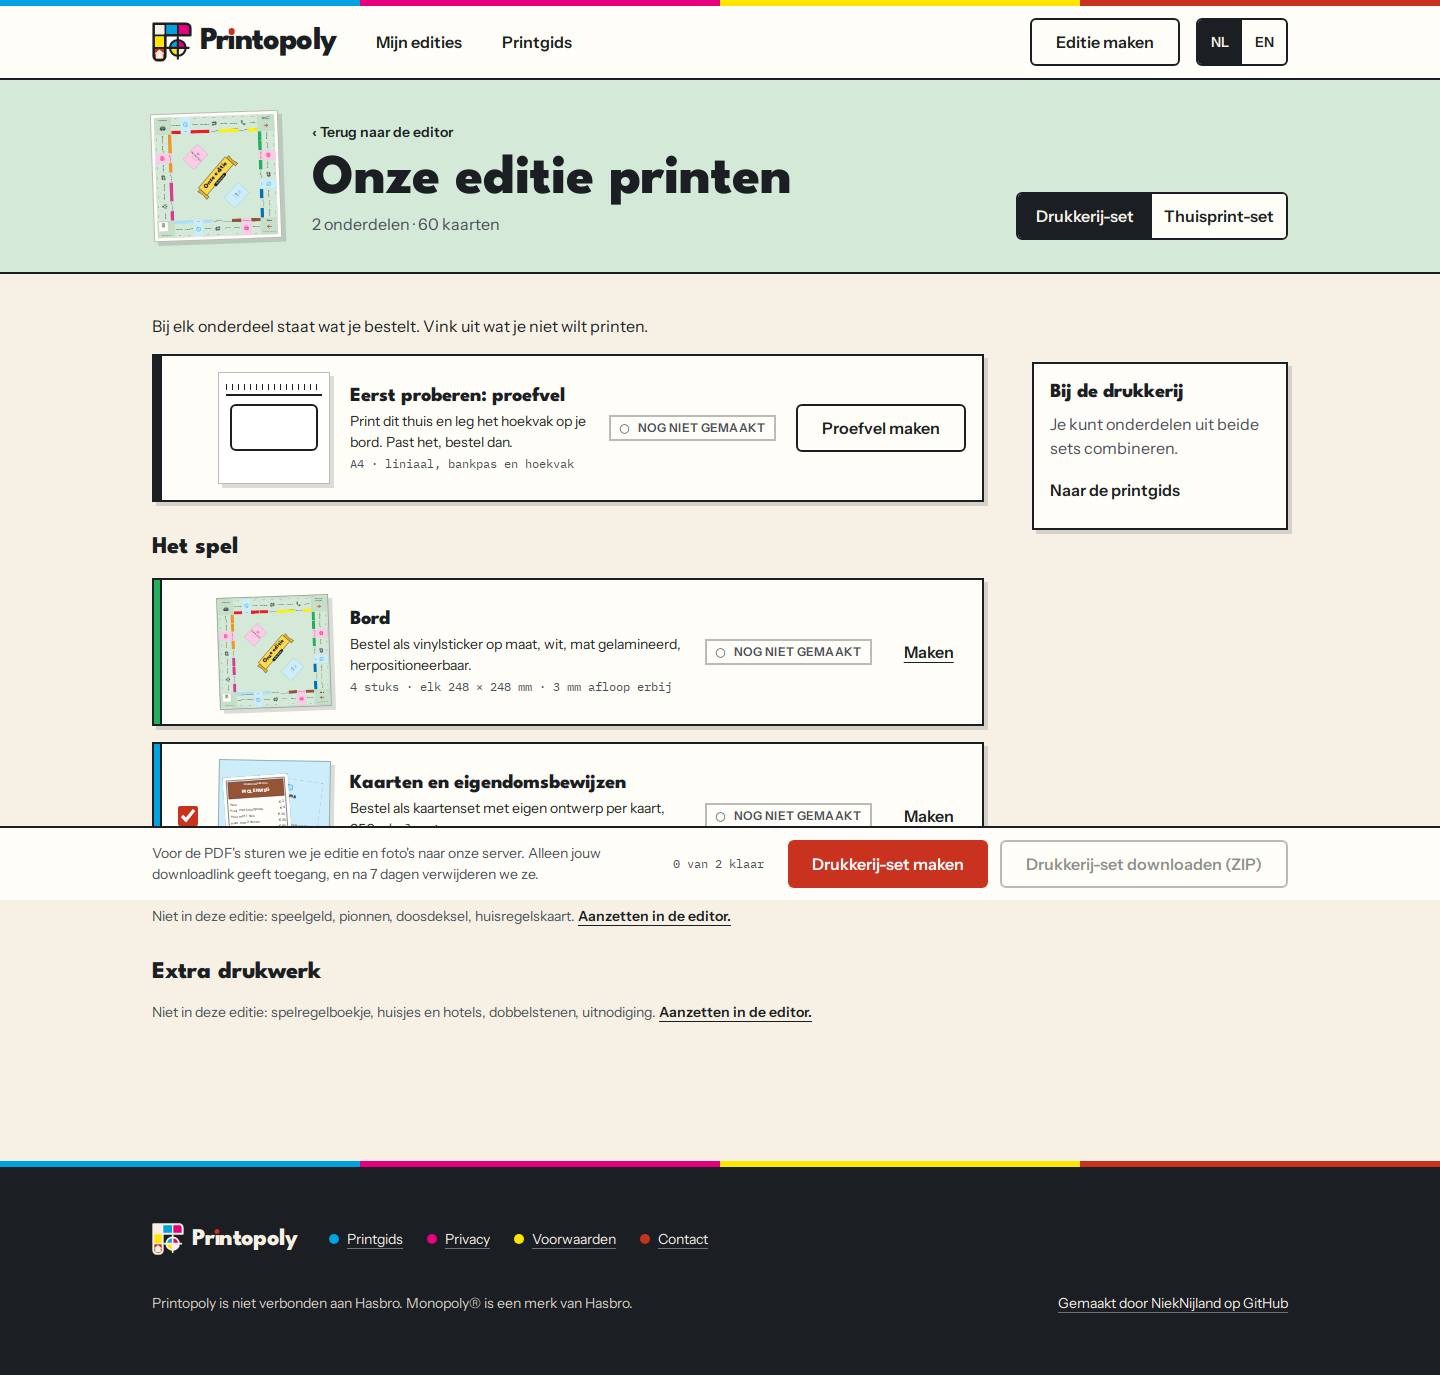 Printopoly
Mijn edities
Printgids
Editie maken
NL
EN
‹ Terug naar de editor
Onze editie printen
2 onderdelen · 60 kaarten
Drukkerij-set
Thuisprint-set
Bij elk onderdeel staat wat je bestelt. Vink uit wat je niet wilt printen.
Eerst proberen: proefvel
Print dit thuis en leg het hoekvak op je
bord. Past het, bestel dan.
A4 · liniaal, bankpas en hoekvak
NOG NIET GEMAAKT
Proefvel maken
Bij de drukkerij
Je kunt onderdelen uit beide
sets combineren.
Naar de printgids
Het spel
Bord
Bestel als vinylsticker op maat, wit, mat gelamineerd,
herpositioneerbaar.
4 stuks · elk 248 × 248 mm · 3 mm afloop erbij
NOG NIET GEMAAKT
Maken
Kaarten en eigendomsbewijzen
Bestel als kaartenset met eigen ontwerp per kaart,
NOG NIET GEMAAKT
Maken
Voor de PDF's sturen we je editie en foto's naar onze server. Alleen jouw
downloadlink geeft toegang, en na 7 dagen verwijderen we ze.
0 van 2 klaar
Drukkerij-set maken
Drukkerij-set downloaden (ZIP)
Niet in deze editie: speelgeld, pionnen, doosdeksel, huisregelskaart. Aanzetten in de editor.
Extra drukwerk
Niet in deze editie: spelregelboekje, huisjes en hotels, dobbelstenen, uitnodiging. Aanzetten in de editor.
Printopoly
Printgids
Privacy
Voorwaarden
Contact
Printopoly is niet verbonden aan Hasbro. Monopoly® is een merk van Hasbro.
Gemaakt door NiekNijland op GitHub